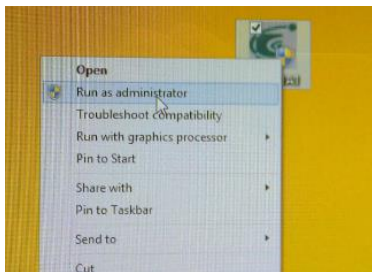 Open
Run as administrator
Troubleshoot compatibility
Run with graphics processor
Pin to Start
Share with
Pin to Taskbar
Send to
Cut